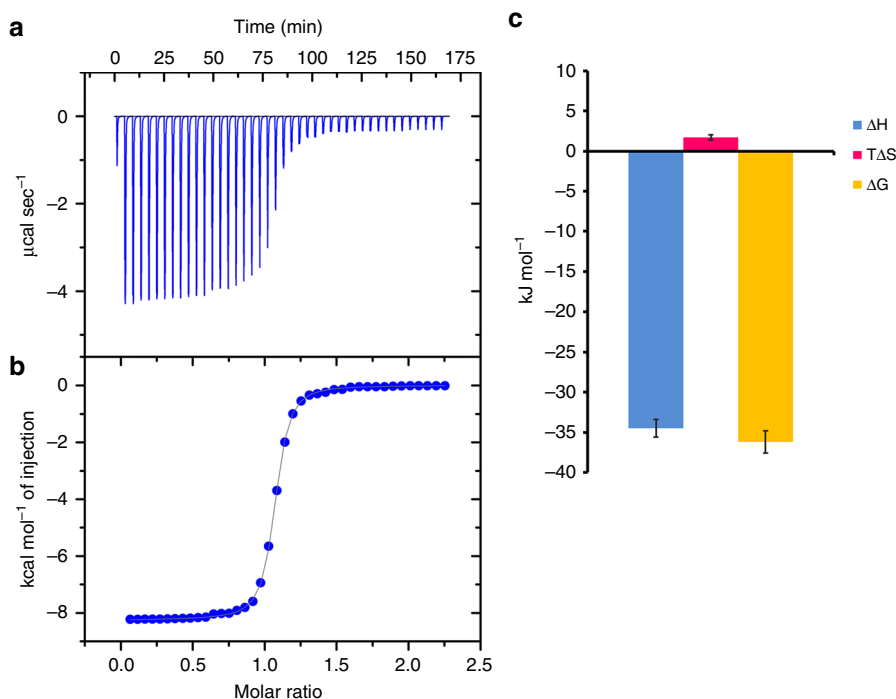 a
Time (min)
0 25 50 75 100 125 150 175
0
−2
−4
μcal sec⁻¹
b
0
−2
−4
−6
−8
kcal mol⁻¹ of injection
0.0 0.5 1.0 1.5 2.0 2.5
Molar ratio
c
10
5
0
−5
−10
−15
−20
−25
−30
−35
−40
kJ mol⁻¹
ΔH
TΔS
ΔG